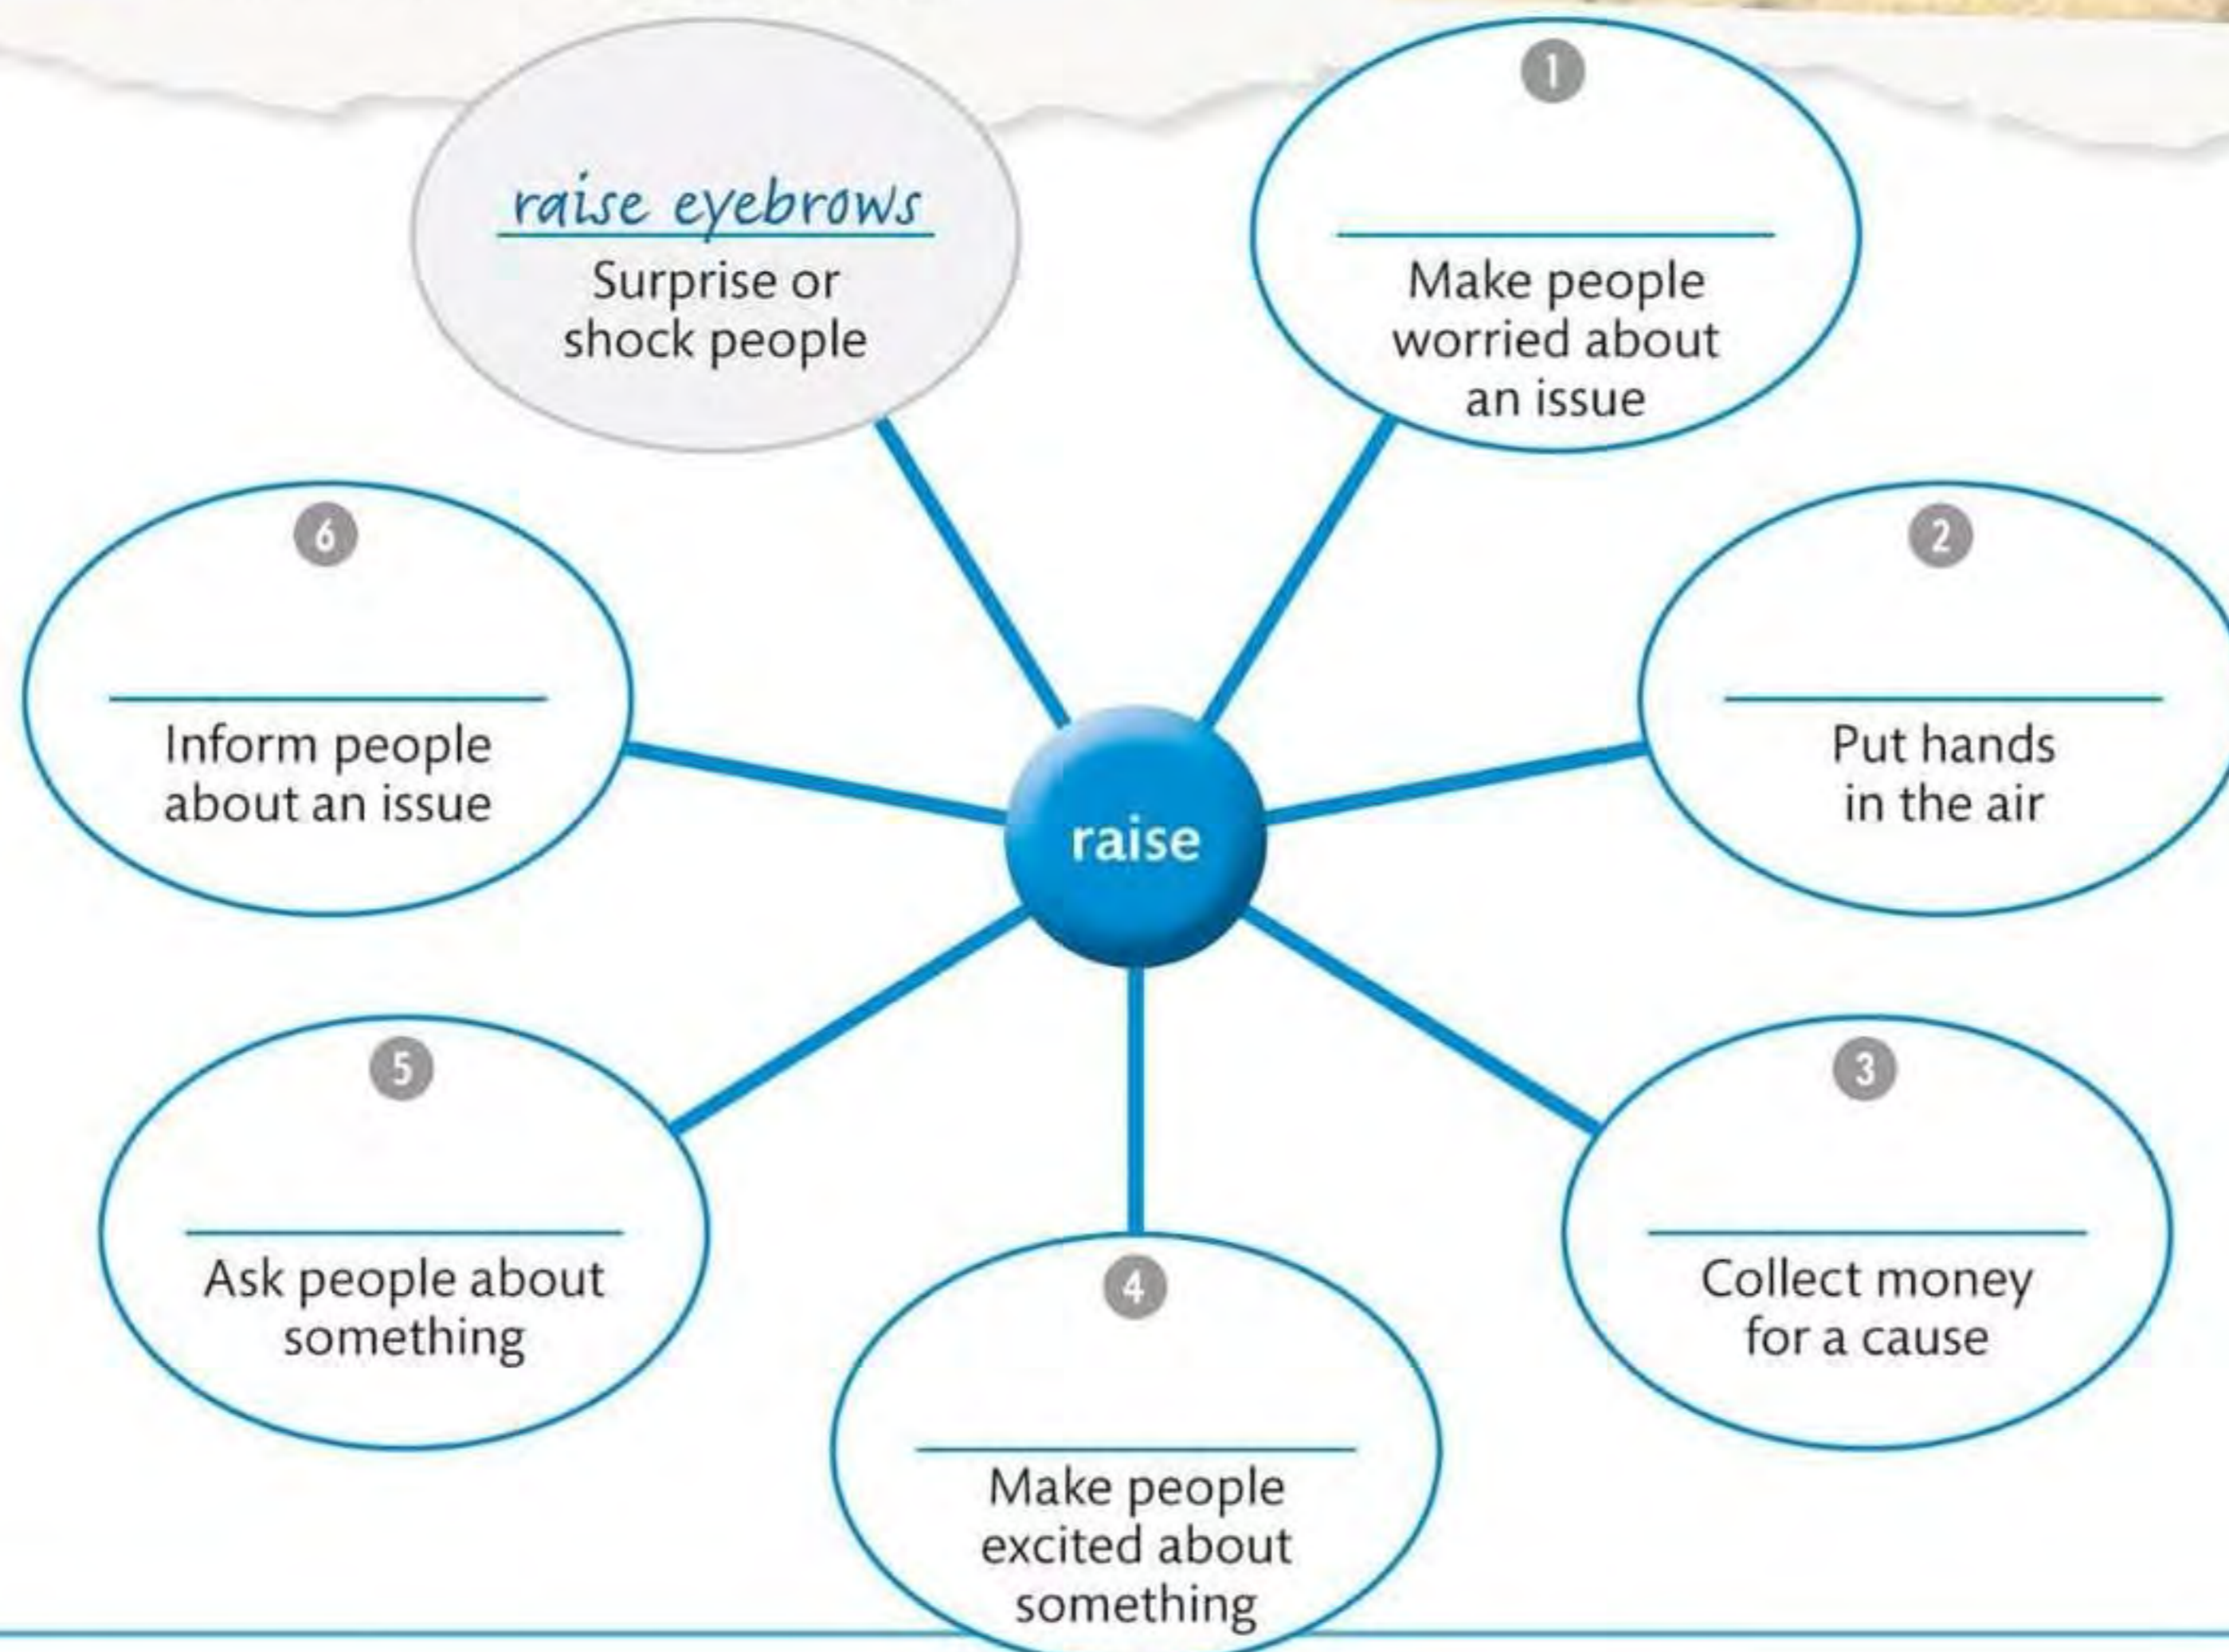 raise eyebrows
Surprise or
shock people
1
Make people
worried about
an issue
2
Put hands
in the air
3
Collect money
for a cause
4
Make people
excited about
something
5
Ask people about
something
6
Inform people
about an issue
raise